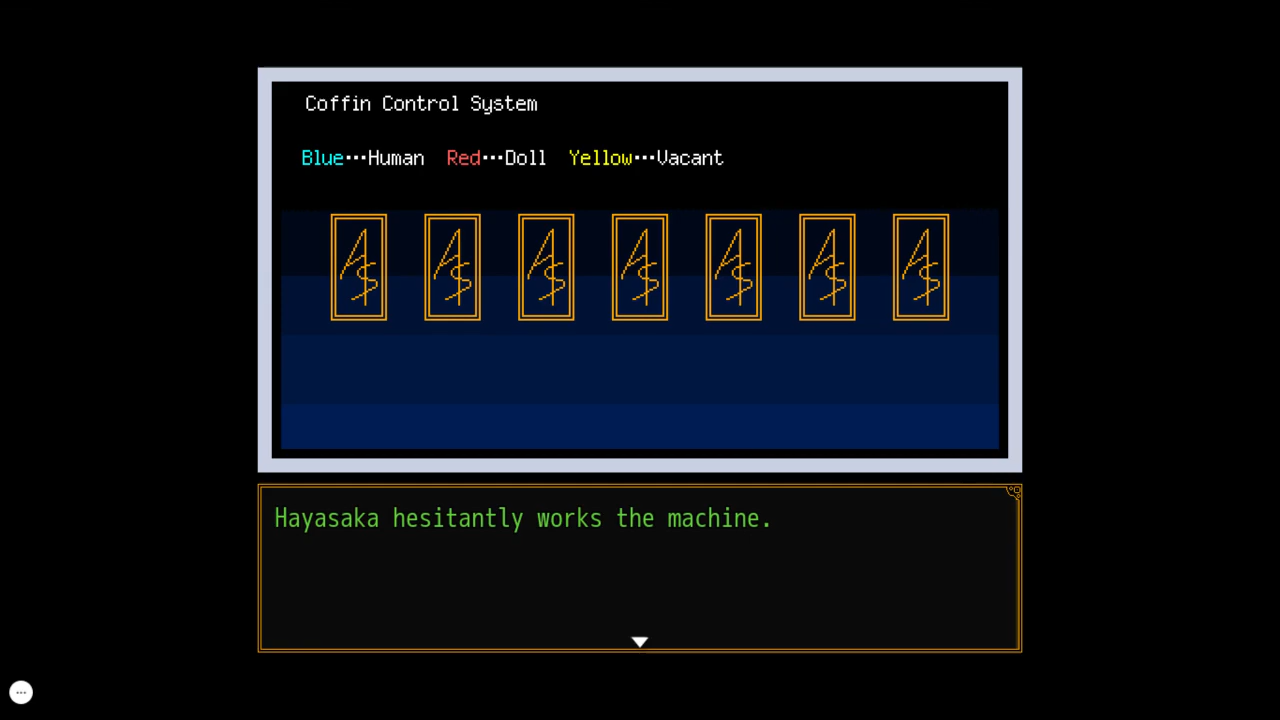 Coffin Control System
Blue…Human Red…Doll Yellow…Vacant
Hayasaka hesitantly works the machine.